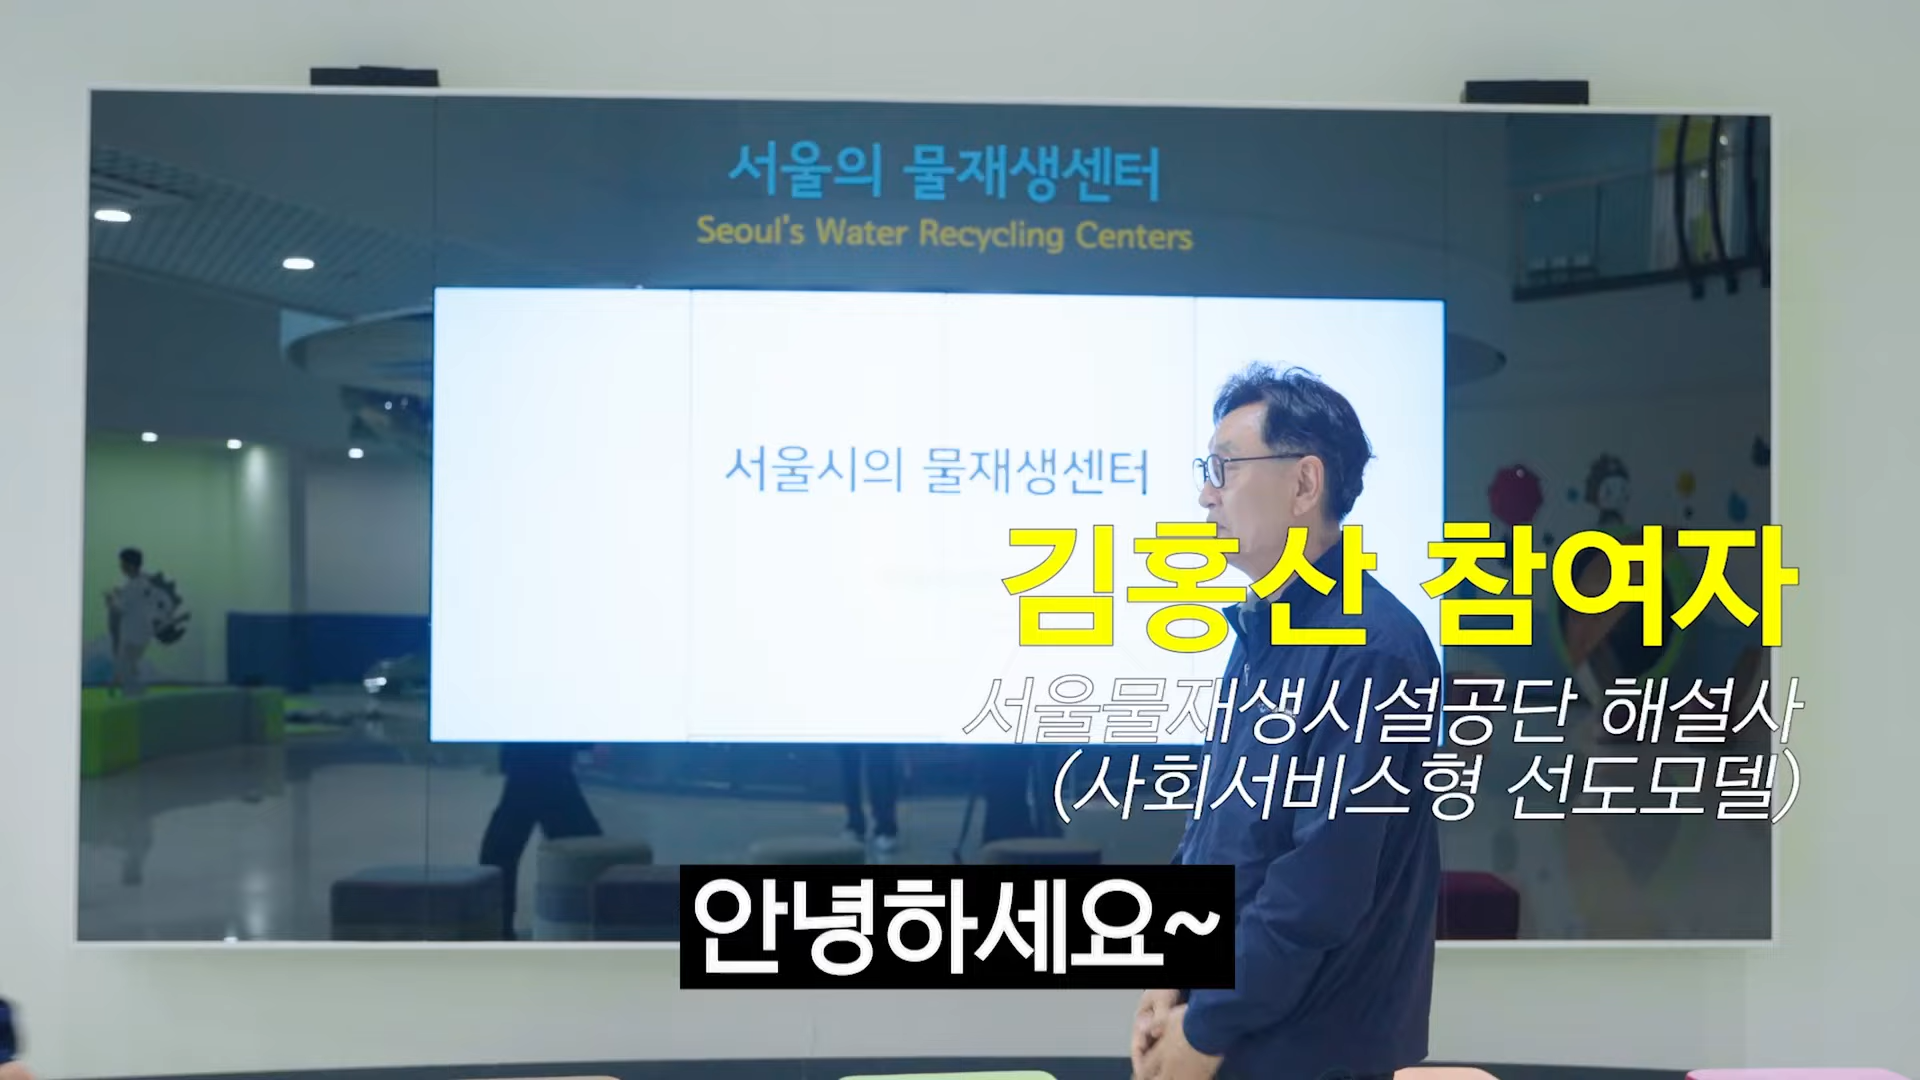 서울의 물재생센터
Seoul's Water Recycling Centers
서울시의 물재생센터
김홍산 참여자
서울물재생시설공단 해설사
(사회서비스형 선도모델)
안녕하세요~